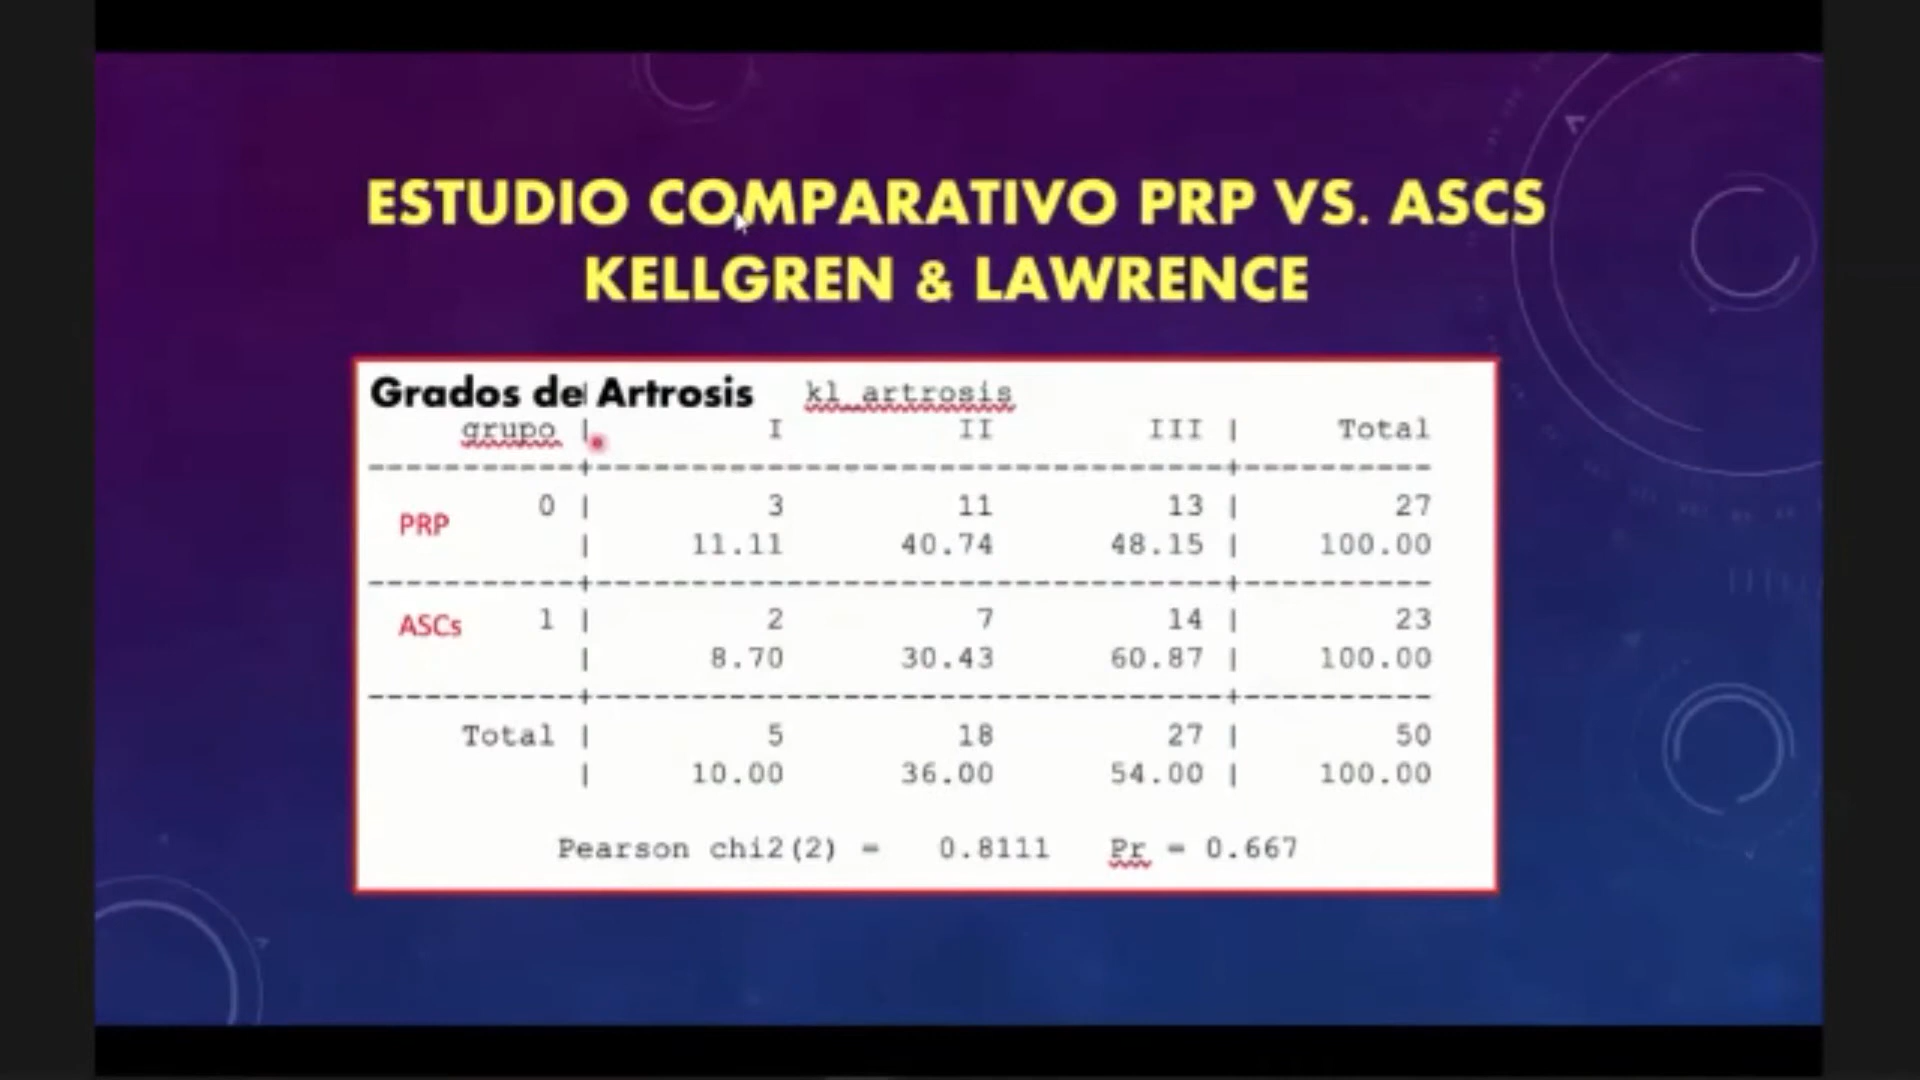 ESTUDIO COMPARATIVO PRP VS. ASCS
KELLGREN & LAWRENCE
Grados de Artrosis kl_artrosis
grupo | I II III | Total
-----------+---------------------------------+----------
PRP 0 | 3 11 13 | 27
| 11.11 40.74 48.15 | 100.00
-----------+---------------------------------+----------
ASCs 1 | 2 7 14 | 23
| 8.70 30.43 60.87 | 100.00
-----------+---------------------------------+----------
Total | 5 18 27 | 50
| 10.00 36.00 54.00 | 100.00
Pearson chi2(2) = 0.8111 Pr = 0.667